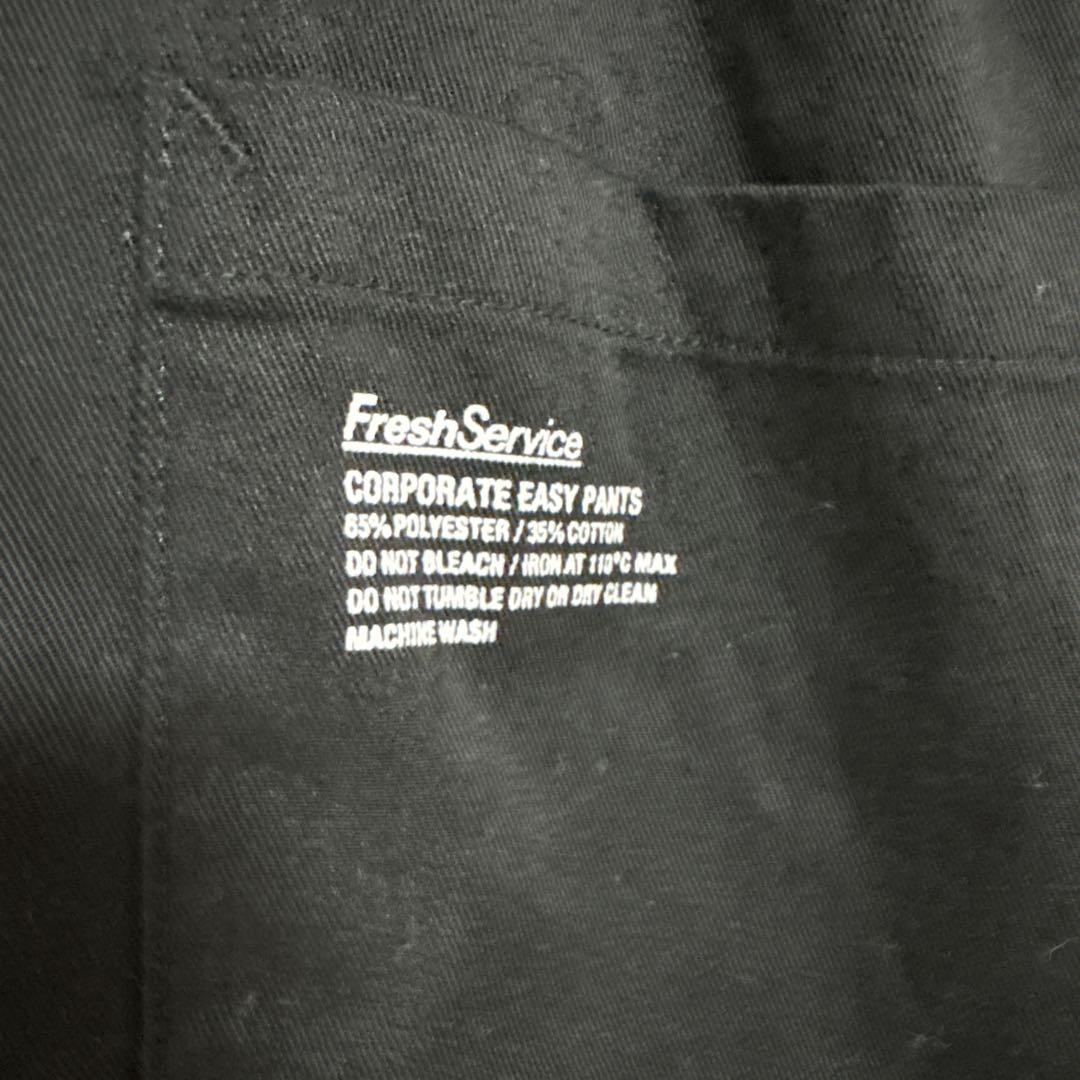 FreshService
CORPORATE EASY PANTS
65% POLYESTER / 35% COTTON
DO NOT BLEACH / IRON AT 110°C MAX
DO NOT TUMBLE DRY OR DRY CLEAN
MACHINE WASH